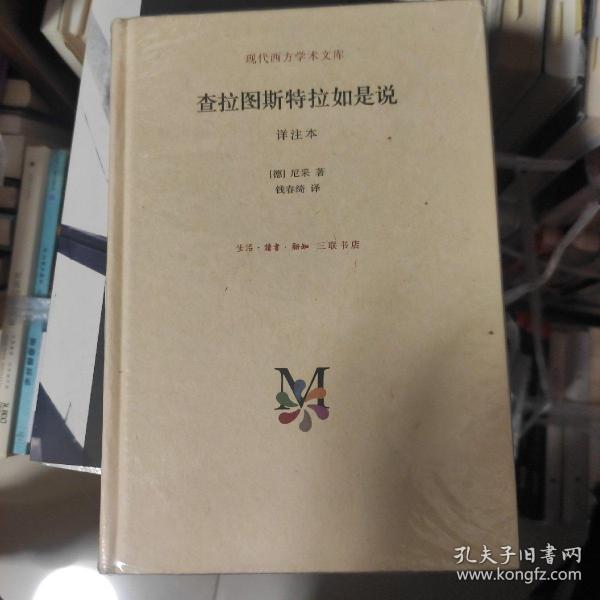 现代西方学术文库
查拉图斯特拉如是说
详注本
[德] 尼采 著
钱春绮 译
生活·讀書·新知 三联书店
M
孔夫子旧书网
www.kongfz.com